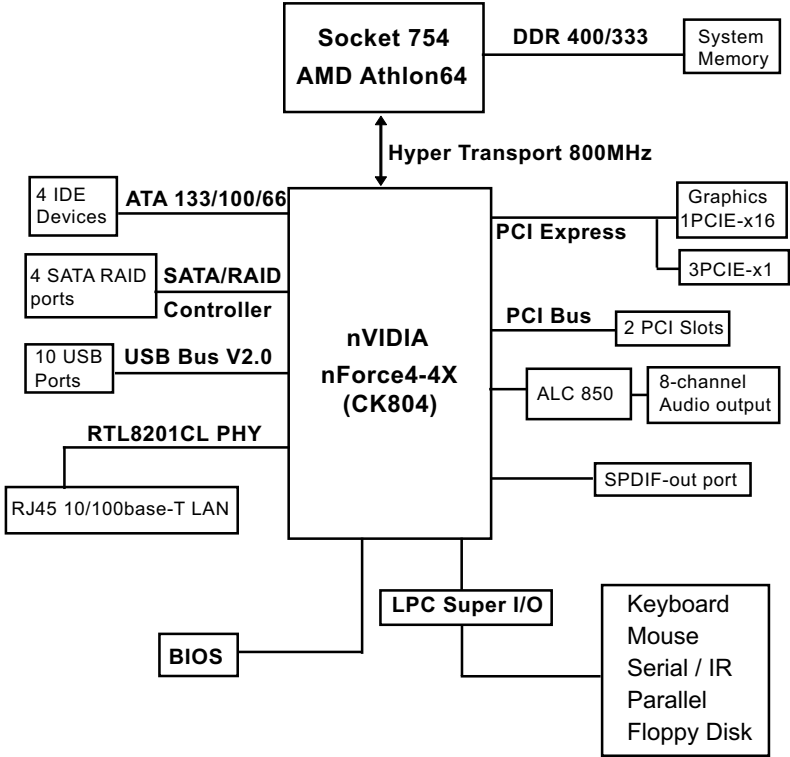 Socket 754
AMD Athlon64
DDR 400/333
System
Memory
Hyper Transport 800MHz
4 IDE
Devices
ATA 133/100/66
Graphics
1PCIE-x16
PCI Express
3PCIE-x1
4 SATA RAID
ports
SATA/RAID
Controller
PCI Bus
2 PCI Slots
nVIDIA
nForce4-4X
(CK804)
10 USB
Ports
USB Bus V2.0
ALC 850
8-channel
Audio output
RTL8201CL PHY
RJ45 10/100base-T LAN
SPDIF-out port
LPC Super I/O
BIOS
Keyboard
Mouse
Serial / IR
Parallel
Floppy Disk